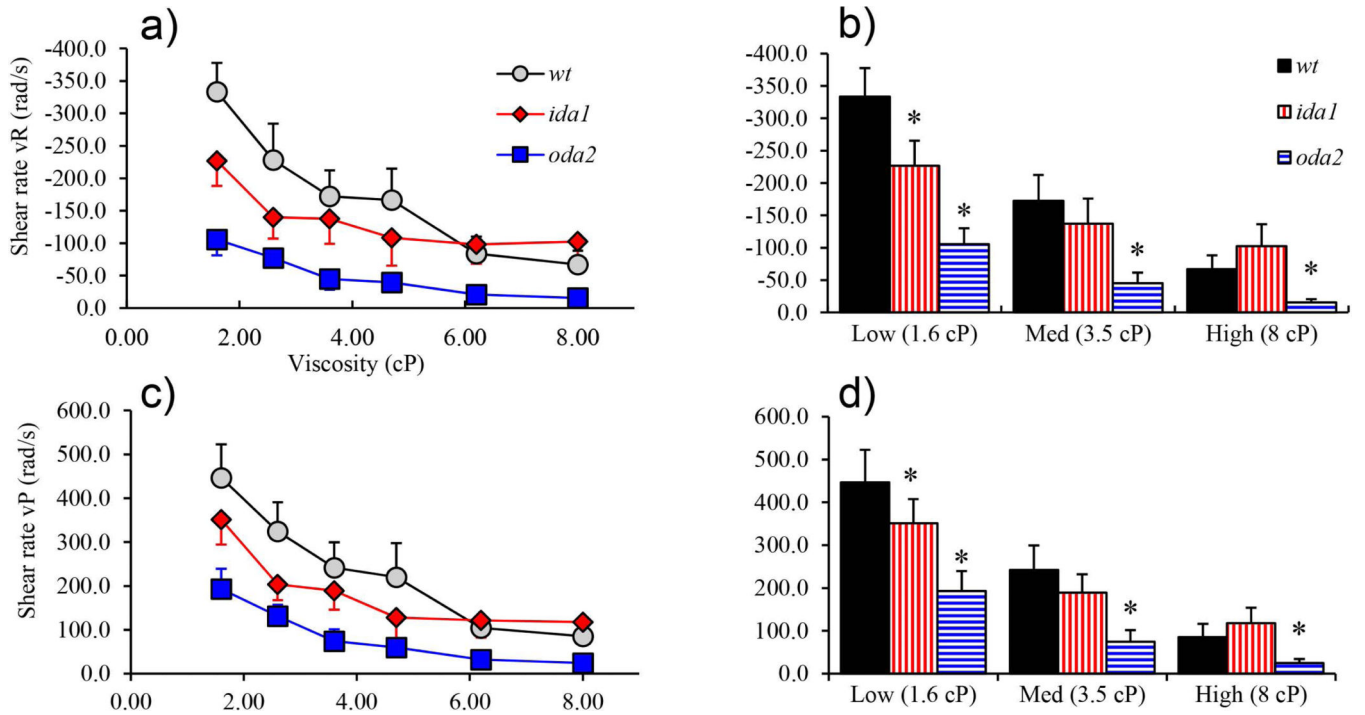 a)
Shear rate vR (rad/s)
-400.0
-350.0
-300.0
-250.0
-200.0
-150.0
-100.0
-50.0
0.0
0.00
2.00
4.00
6.00
8.00
Viscosity (cP)
wt
ida1
oda2
b)
-400.0
-350.0
-300.0
-250.0
-200.0
-150.0
-100.0
-50.0
0.0
* * * * *
Low (1.6 cP)
Med (3.5 cP)
High (8 cP)
wt
ida1
oda2
c)
Shear rate vP (rad/s)
600.0
500.0
400.0
300.0
200.0
100.0
0.0
0.00
2.00
4.00
6.00
8.00
d)
600.0
500.0
400.0
300.0
200.0
100.0
0.0
* * * *
Low (1.6 cP)
Med (3.5 cP)
High (8 cP)